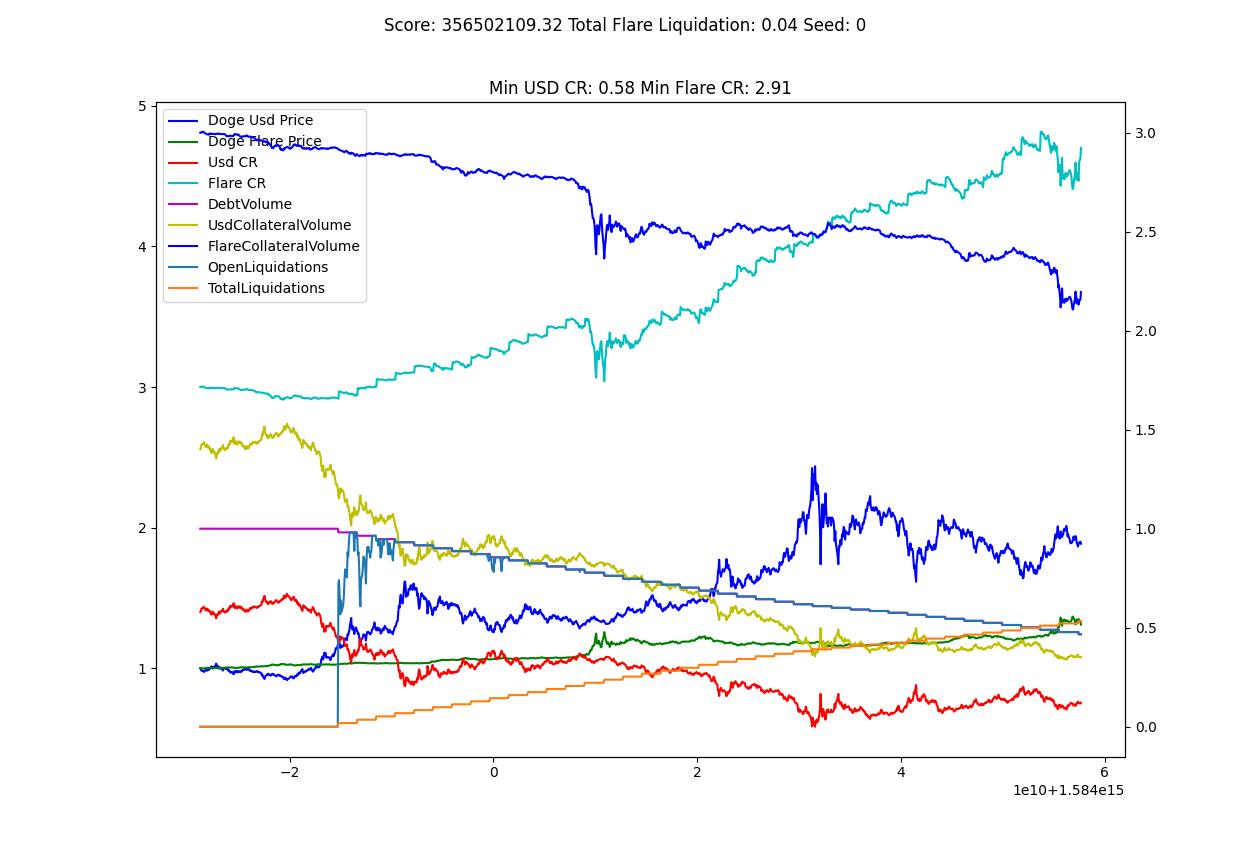 Score: 356502109.32 Total Flare Liquidation: 0.04 Seed: 0
Min USD CR: 0.58 Min Flare CR: 2.91
Doge Usd Price
Doge Flare Price
Usd CR
Flare CR
DebtVolume
UsdCollateralVolume
FlareCollateralVolume
OpenLiquidations
TotalLiquidations
5
4
3
2
1
3.0
2.5
2.0
1.5
1.0
0.5
0.0
−2
0
2
4
6
1e10+1.584e15